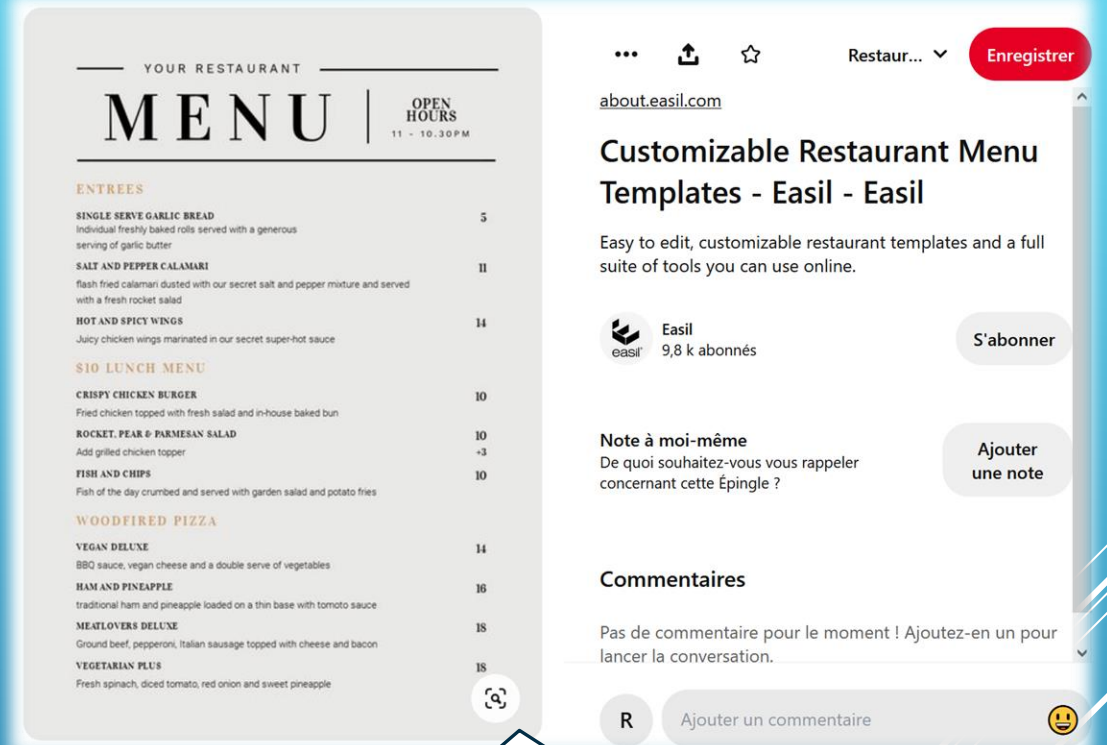 YOUR RESTAURANT
MENU
OPEN
HOURS
11 - 10.30PM
ENTREES
SINGLE SERVE GARLIC BREAD 5
Individual freshly baked rolls served with a generous
serving of garlic butter
SALT AND PEPPER CALAMARI 11
flash fried calamari dusted with our secret salt and pepper mixture and served
with a fresh rocket salad
HOT AND SPICY WINGS 14
Juicy chicken wings marinated in our secret super-hot sauce
$10 LUNCH MENU
CRISPY CHICKEN BURGER 10
Fried chicken topped with fresh salad and in-house baked bun
ROCKET, PEAR & PARMESAN SALAD 10
Add grilled chicken topper +3
FISH AND CHIPS 10
Fish of the day crumbed and served with garden salad and potato fries
WOODFIRED PIZZA
VEGAN DELUXE 14
BBQ sauce, vegan cheese and a double serve of vegetables
HAM AND PINEAPPLE 16
traditional ham and pineapple loaded on a thin base with tomoto sauce
MEATLOVERS DELUXE 18
Ground beef, pepperoni, Italian sausage topped with cheese and bacon
VEGETARIAN PLUS 18
Fresh spinach, diced tomato, red onion and sweet pineapple
Restaur...
Enregistrer
about.easil.com
Customizable Restaurant Menu
Templates - Easil - Easil
Easy to edit, customizable restaurant templates and a full
suite of tools you can use online.
easil
Easil
9,8 k abonnés
S'abonner
Note à moi-même
De quoi souhaitez-vous vous rappeler
concernant cette Épingle ?
Ajouter
une note
Commentaires
Pas de commentaire pour le moment ! Ajoutez-en un pour
lancer la conversation.
R
Ajouter un commentaire